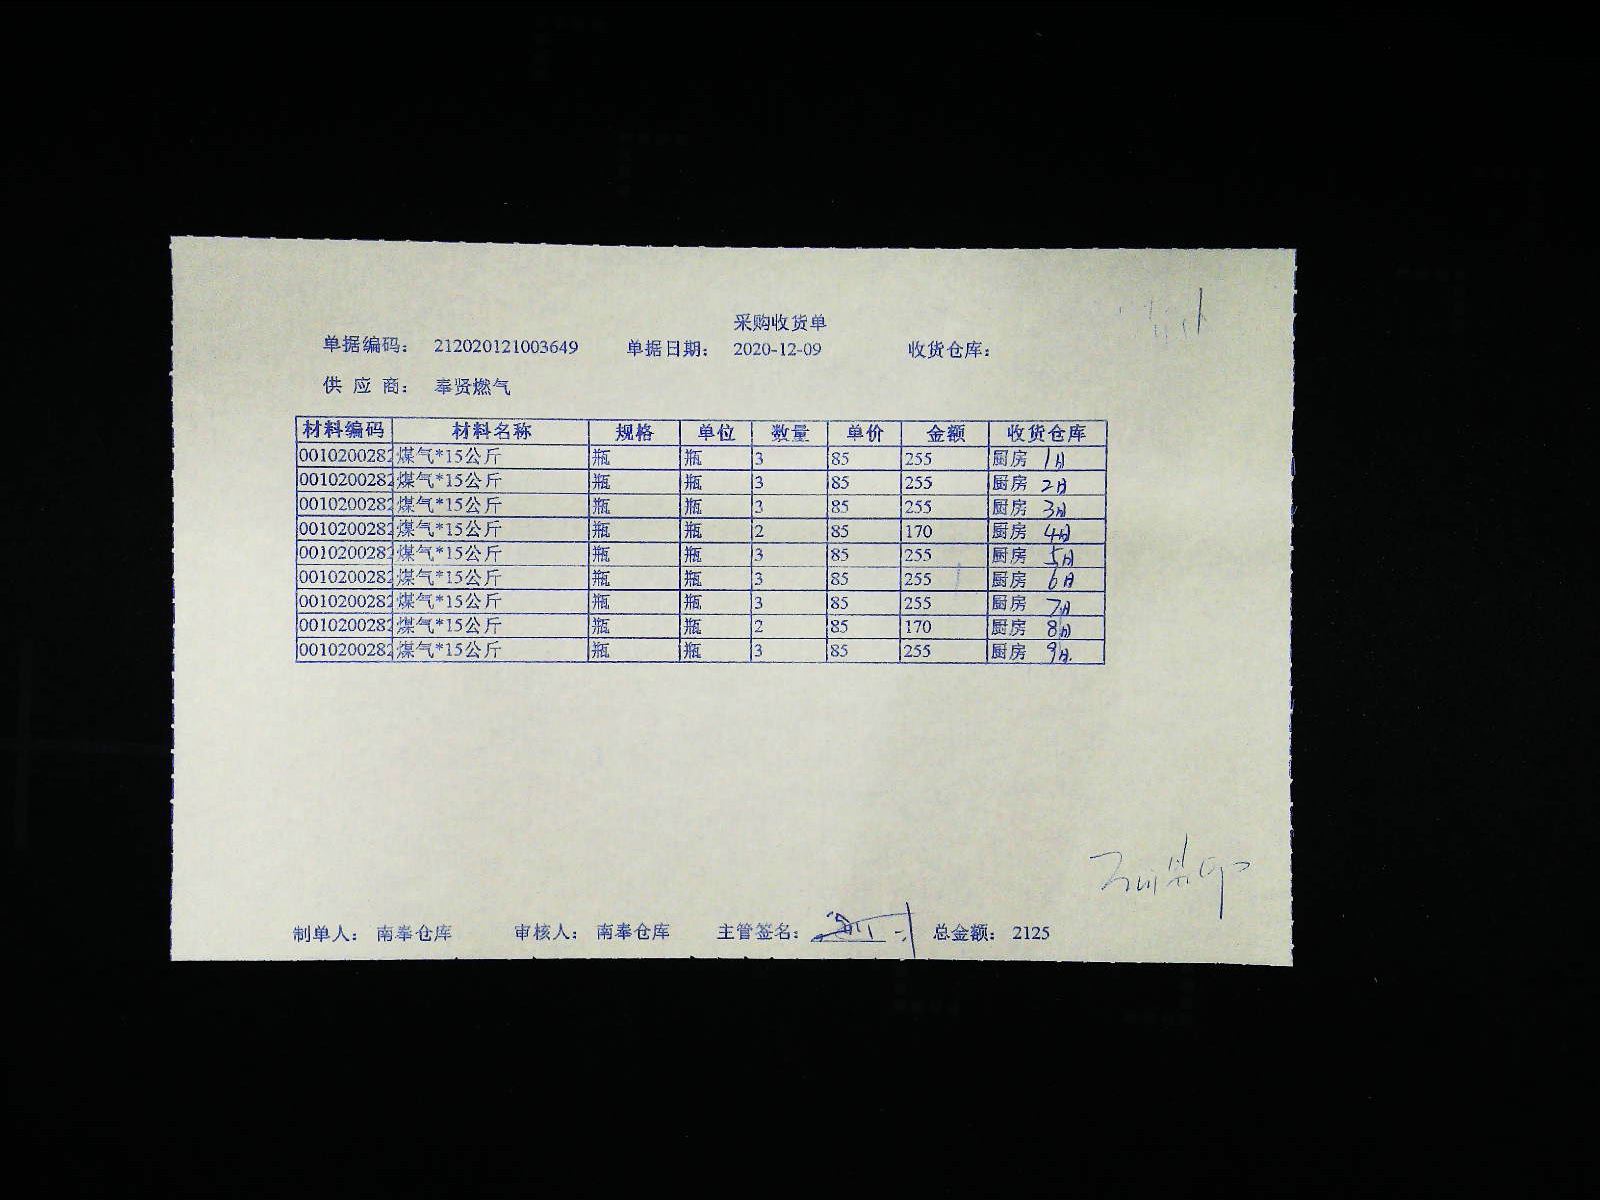 采购收货单
单据编码： 212020121003649 单据日期： 2020-12-09 收货仓库：
供 应 商： 奉贤燃气
材料编码 材料名称 规格 单位 数量 单价 金额 收货仓库
0010200282 煤气*15公斤 瓶 瓶 3 85 255 厨房 1日
0010200282 煤气*15公斤 瓶 瓶 3 85 255 厨房 2日
0010200282 煤气*15公斤 瓶 瓶 3 85 255 厨房 3日
0010200282 煤气*15公斤 瓶 瓶 2 85 170 厨房 4日
0010200282 煤气*15公斤 瓶 瓶 3 85 255 厨房 5日
0010200282 煤气*15公斤 瓶 瓶 3 85 255 厨房 6日
0010200282 煤气*15公斤 瓶 瓶 3 85 255 厨房 7日
0010200282 煤气*15公斤 瓶 瓶 2 85 170 厨房 8日
0010200282 煤气*15公斤 瓶 瓶 3 85 255 厨房 9日.
制单人： 南奉仓库 审核人： 南奉仓库 主管签名： 总金额： 2125